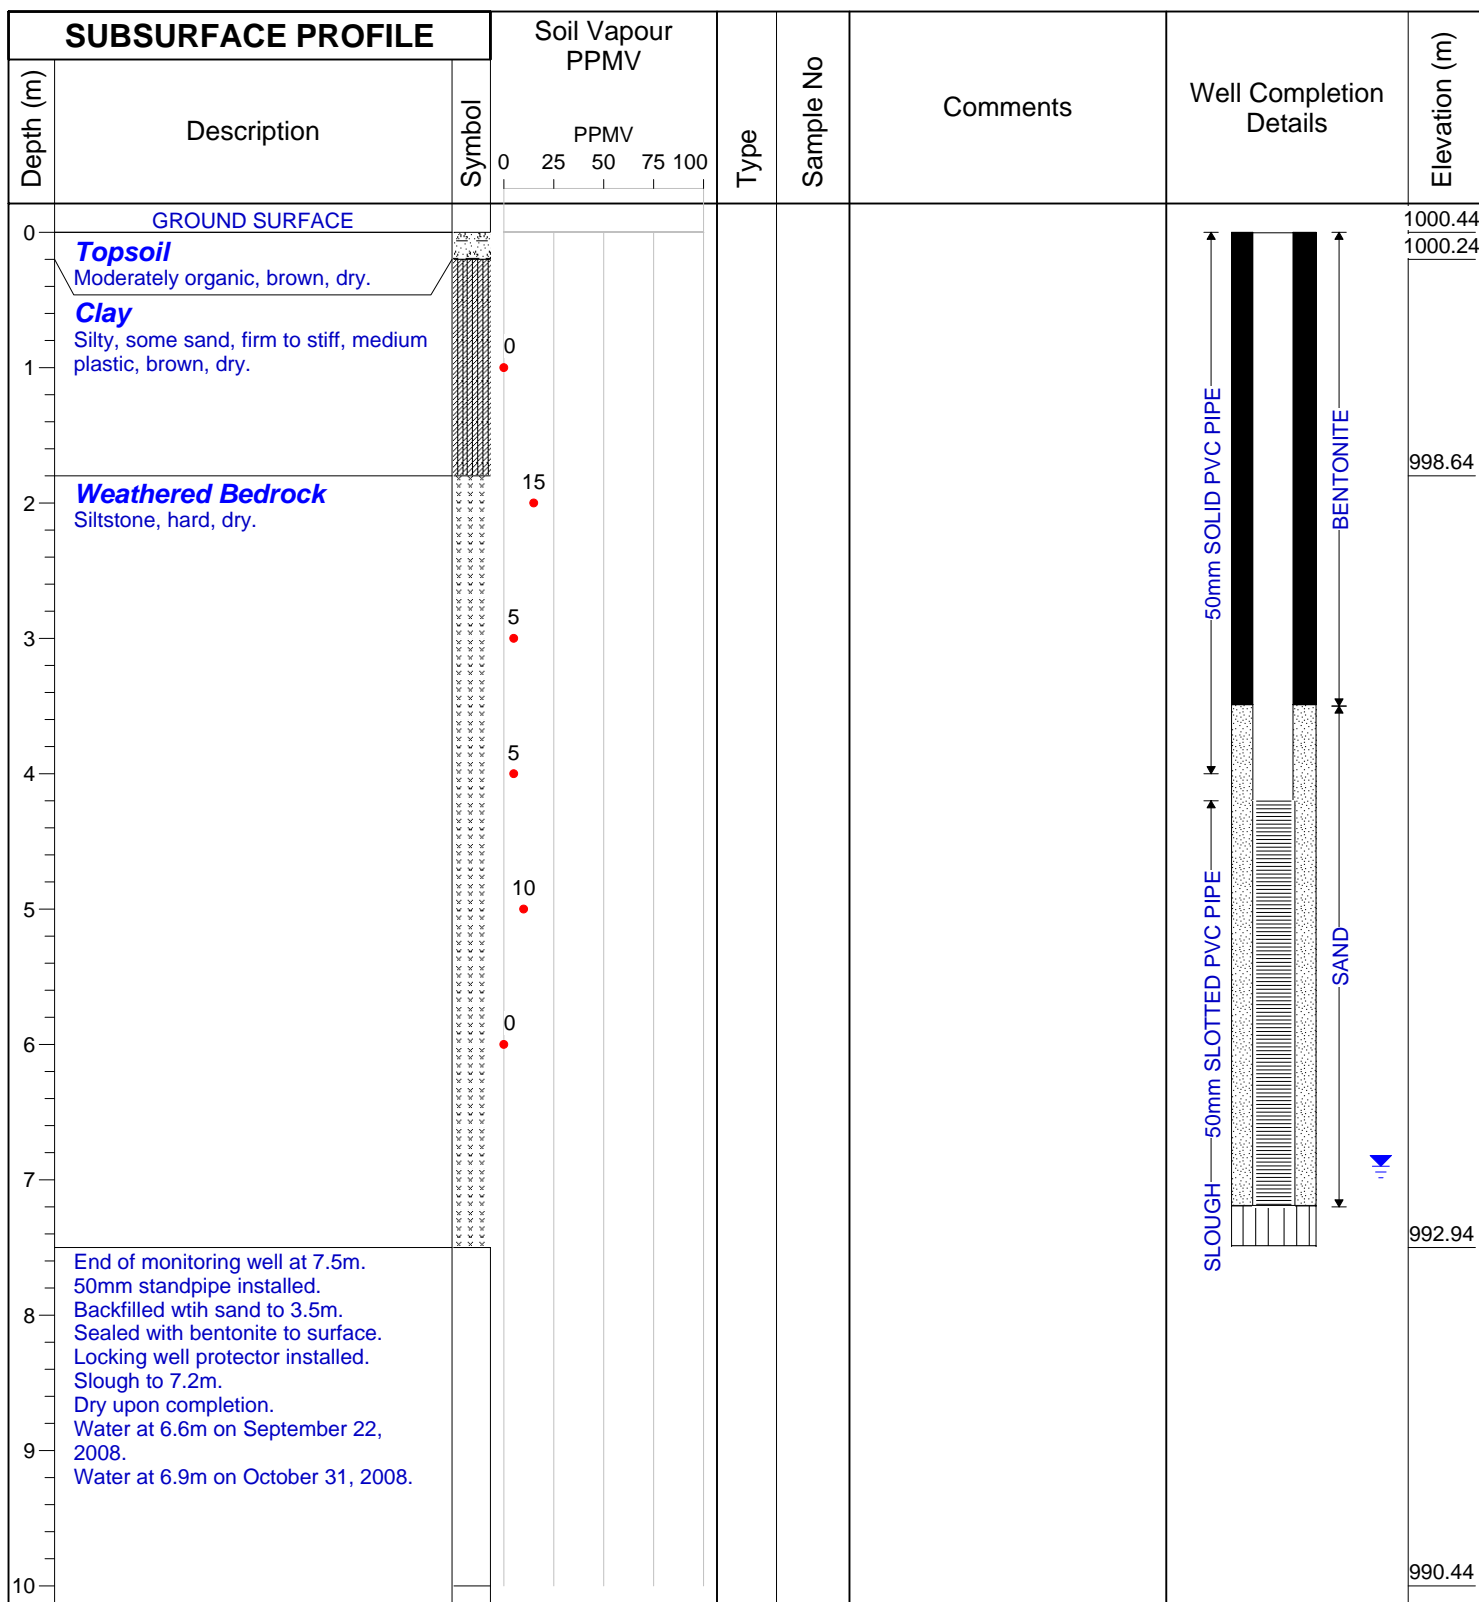 SUBSURFACE PROFILE
Soil Vapour
PPMV
Depth (m)
Description
Symbol
PPMV
0 25 50 75 100
Type
Sample No
Comments
Well Completion
Details
Elevation (m)
GROUND SURFACE
1000.44
0
Topsoil
1000.24
Moderately organic, brown, dry.
Clay
Silty, some sand, firm to stiff, medium
plastic, brown, dry.
0
1
998.64
Weathered Bedrock
Siltstone, hard, dry.
15
2
5
3
5
4
10
5
0
6
7
50mm SOLID PVC PIPE
BENTONITE
50mm SLOTTED PVC PIPE
SAND
SLOUGH
992.94
End of monitoring well at 7.5m.
50mm standpipe installed.
Backfilled wtih sand to 3.5m.
8
Sealed with bentonite to surface.
Locking well protector installed.
Slough to 7.2m.
Dry upon completion.
Water at 6.6m on September 22,
2008.
9
Water at 6.9m on October 31, 2008.
990.44
10